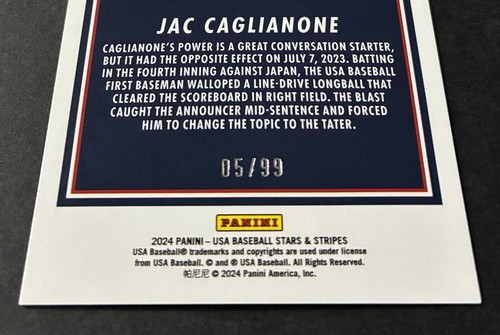 JAC CAGLIANONE
CAGLIANONE'S POWER IS A GREAT CONVERSATION STARTER,
BUT IT HAD THE OPPOSITE EFFECT ON JULY 7, 2023. BATTING
IN THE FOURTH INNING AGAINST JAPAN, THE USA BASEBALL
FIRST BASEMAN WALLOPED A LINE-DRIVE LONGBALL THAT
CLEARED THE SCOREBOARD IN RIGHT FIELD. THE BLAST
CAUGHT THE ANNOUNCER MID-SENTENCE AND FORCED
HIM TO CHANGE THE TOPIC TO THE TATER.
05/99
PANINI
2024 PANINI – USA BASEBALL STARS & STRIPES
USA Baseball® trademarks and copyrights are used under license
from USA Baseball. © and ® USA Baseball. All Rights Reserved.
帕尼尼 © 2024 Panini America, Inc.